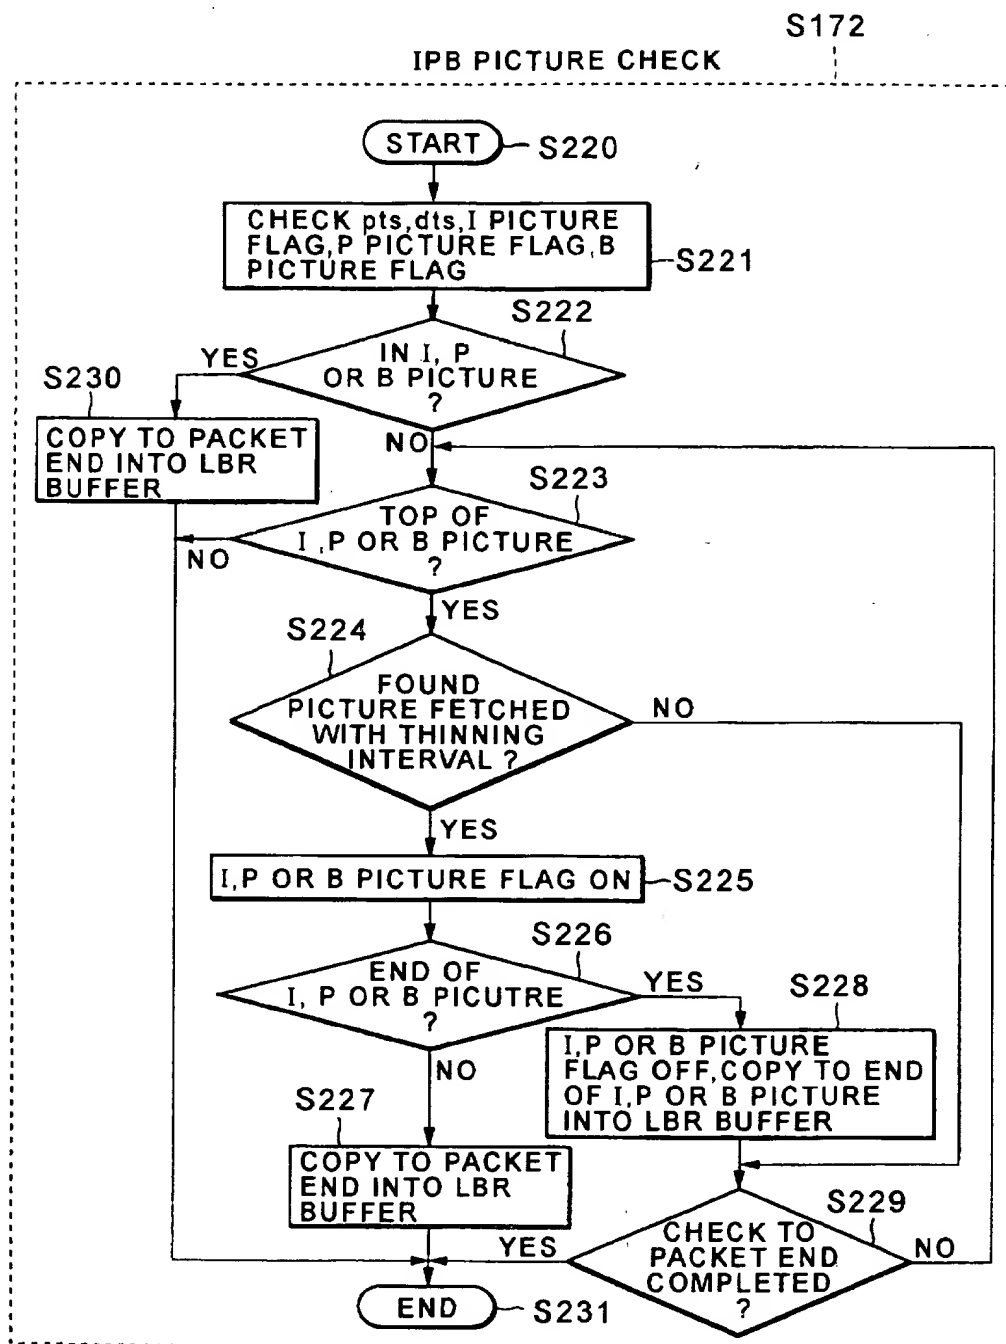 S172
IPB PICTURE CHECK
START
S220
CHECK pts,dts,I PICTURE
FLAG,P PICTURE FLAG,B
PICTURE FLAG
S221
S222
IN I, P
OR B PICTURE
?
YES
S230
COPY TO PACKET
END INTO LBR
BUFFER
NO
S223
TOP OF
I,P OR B PICTURE
?
NO
YES
S224
FOUND
PICTURE FETCHED
WITH THINNING
INTERVAL ?
NO
YES
I,P OR B PICTURE FLAG ON
S225
S226
END OF
I, P OR B PICUTRE
?
YES
S228
I,P OR B PICTURE
FLAG OFF,COPY TO END
OF I,P OR B PICTURE
INTO LBR BUFFER
NO
S227
COPY TO PACKET
END INTO LBR
BUFFER
S229
CHECK TO
PACKET END
COMPLETED
?
YES
NO
END
S231